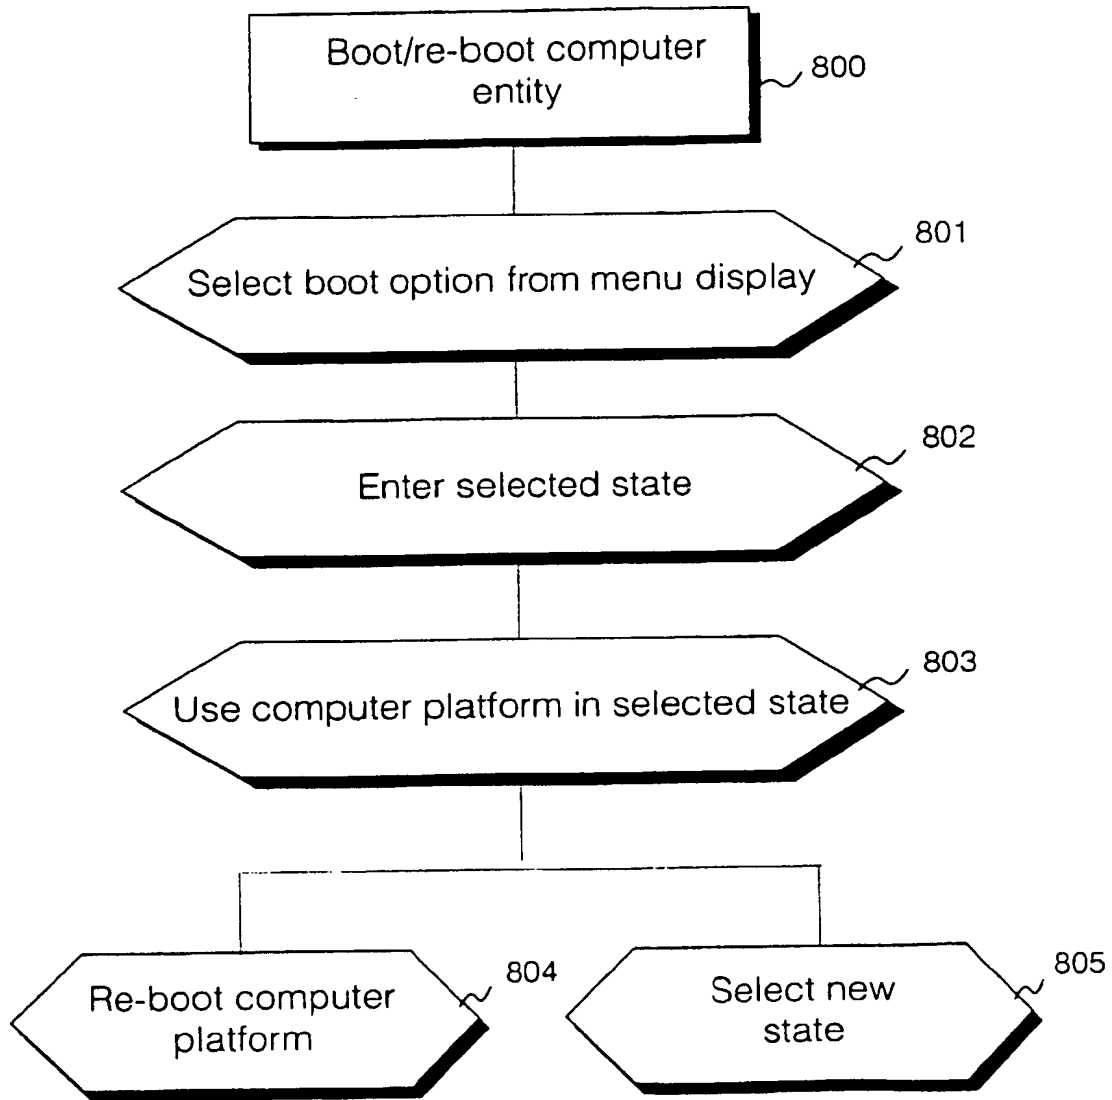 Boot/re-boot computer
entity
800
Select boot option from menu display
801
Enter selected state
802
Use computer platform in selected state
803
Re-boot computer
platform
804
Select new
state
805